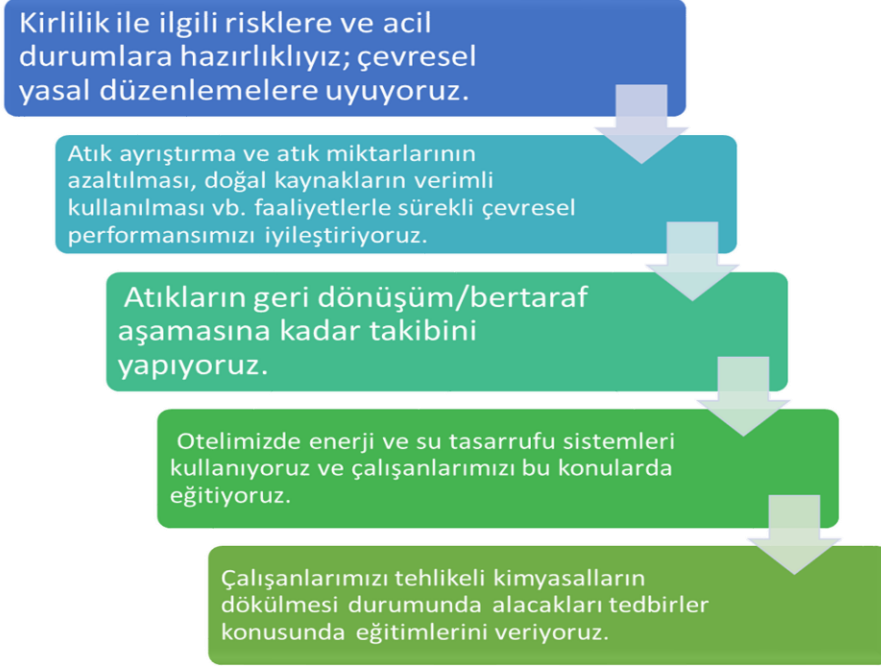 Kirlilik ile ilgili risklere ve acil
durumlara hazırlıklıyız; çevresel
yasal düzenlemelere uyuyoruz.
Atık ayrıştırma ve atık miktarlarının
azaltılması, doğal kaynakların verimli
kullanılması vb. faaliyetlerle sürekli çevresel
performansımızı iyileştiriyoruz.
Atıkların geri dönüşüm/bertaraf
aşamasına kadar takibini
yapıyoruz.
Otelimizde enerji ve su tasarrufu sistemleri
kullanıyoruz ve çalışanlarımızı bu konularda
eğitiyoruz.
Çalışanlarımızı tehlikeli kimyasalların
dökülmesi durumunda alacakları tedbirler
konusunda eğitimlerini veriyoruz.